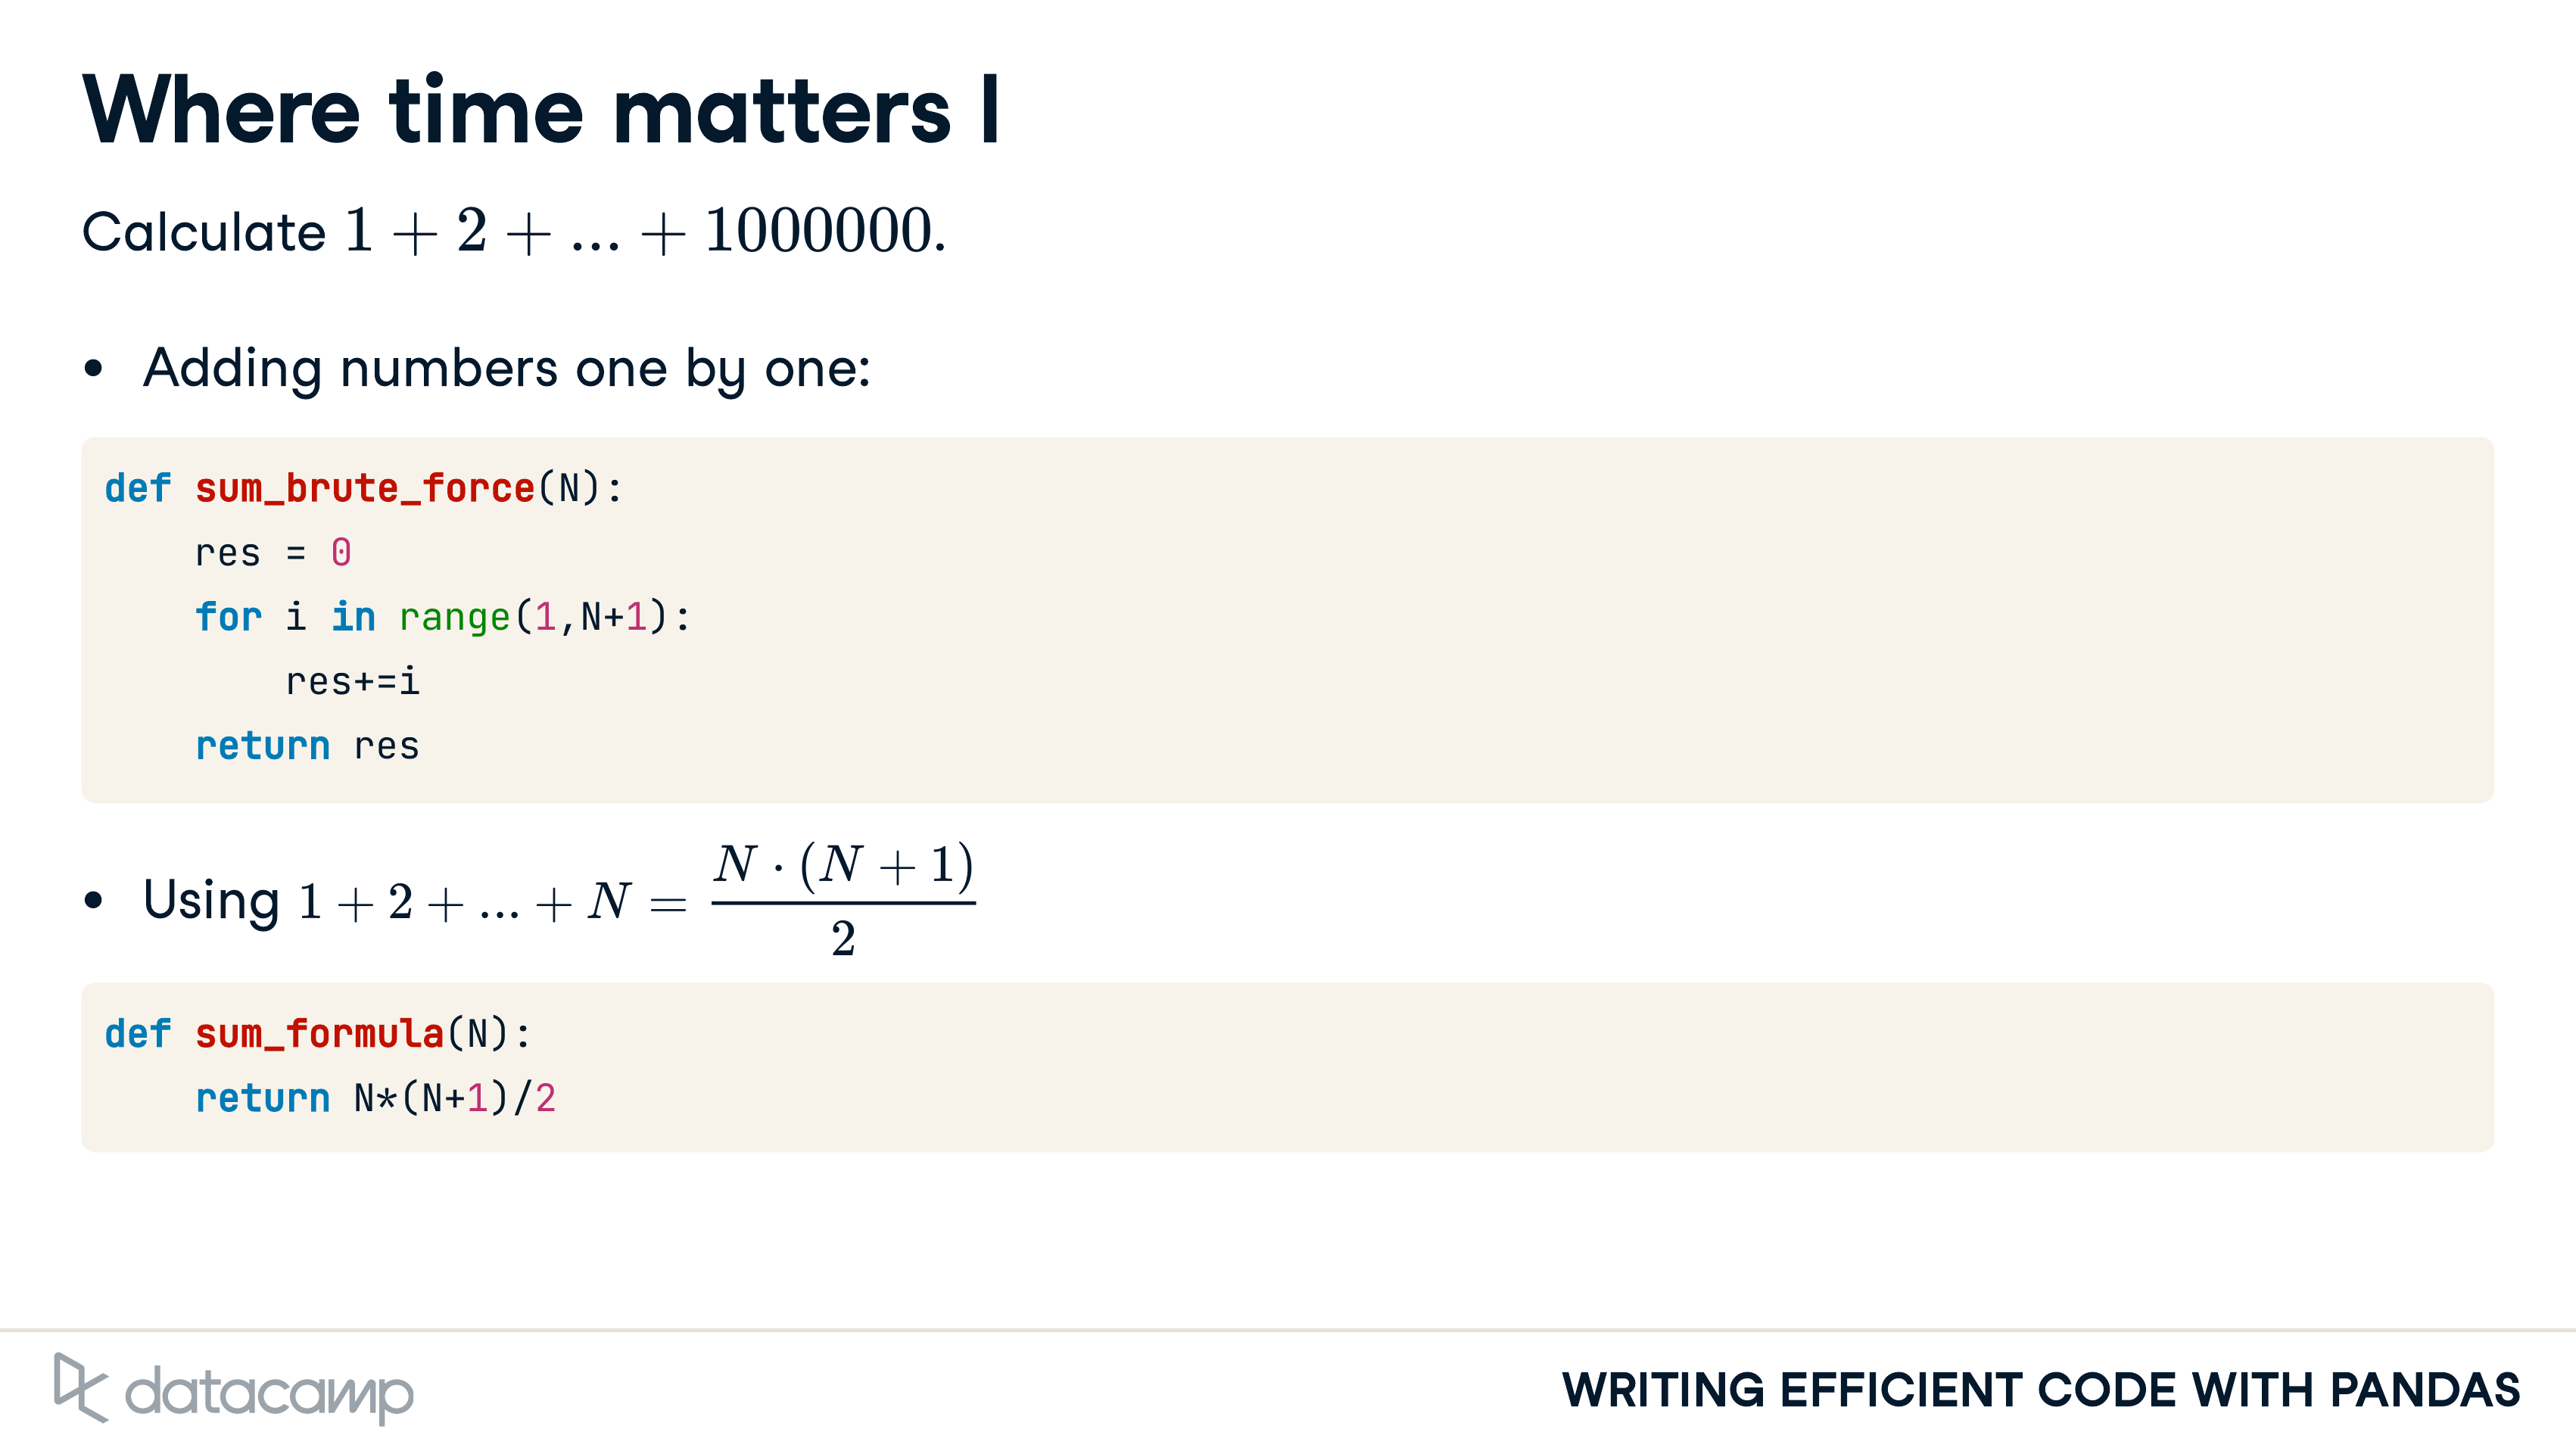 Where time matters I
Calculate 1 + 2 + ... + 1000000.
• Adding numbers one by one:
def sum_brute_force(N):
    res = 0
    for i in range(1,N+1):
        res+=i
    return res
• Using 1 + 2 + ... + N = N · (N + 1) / 2
def sum_formula(N):
    return N*(N+1)/2
datacamp
WRITING EFFICIENT CODE WITH PANDAS